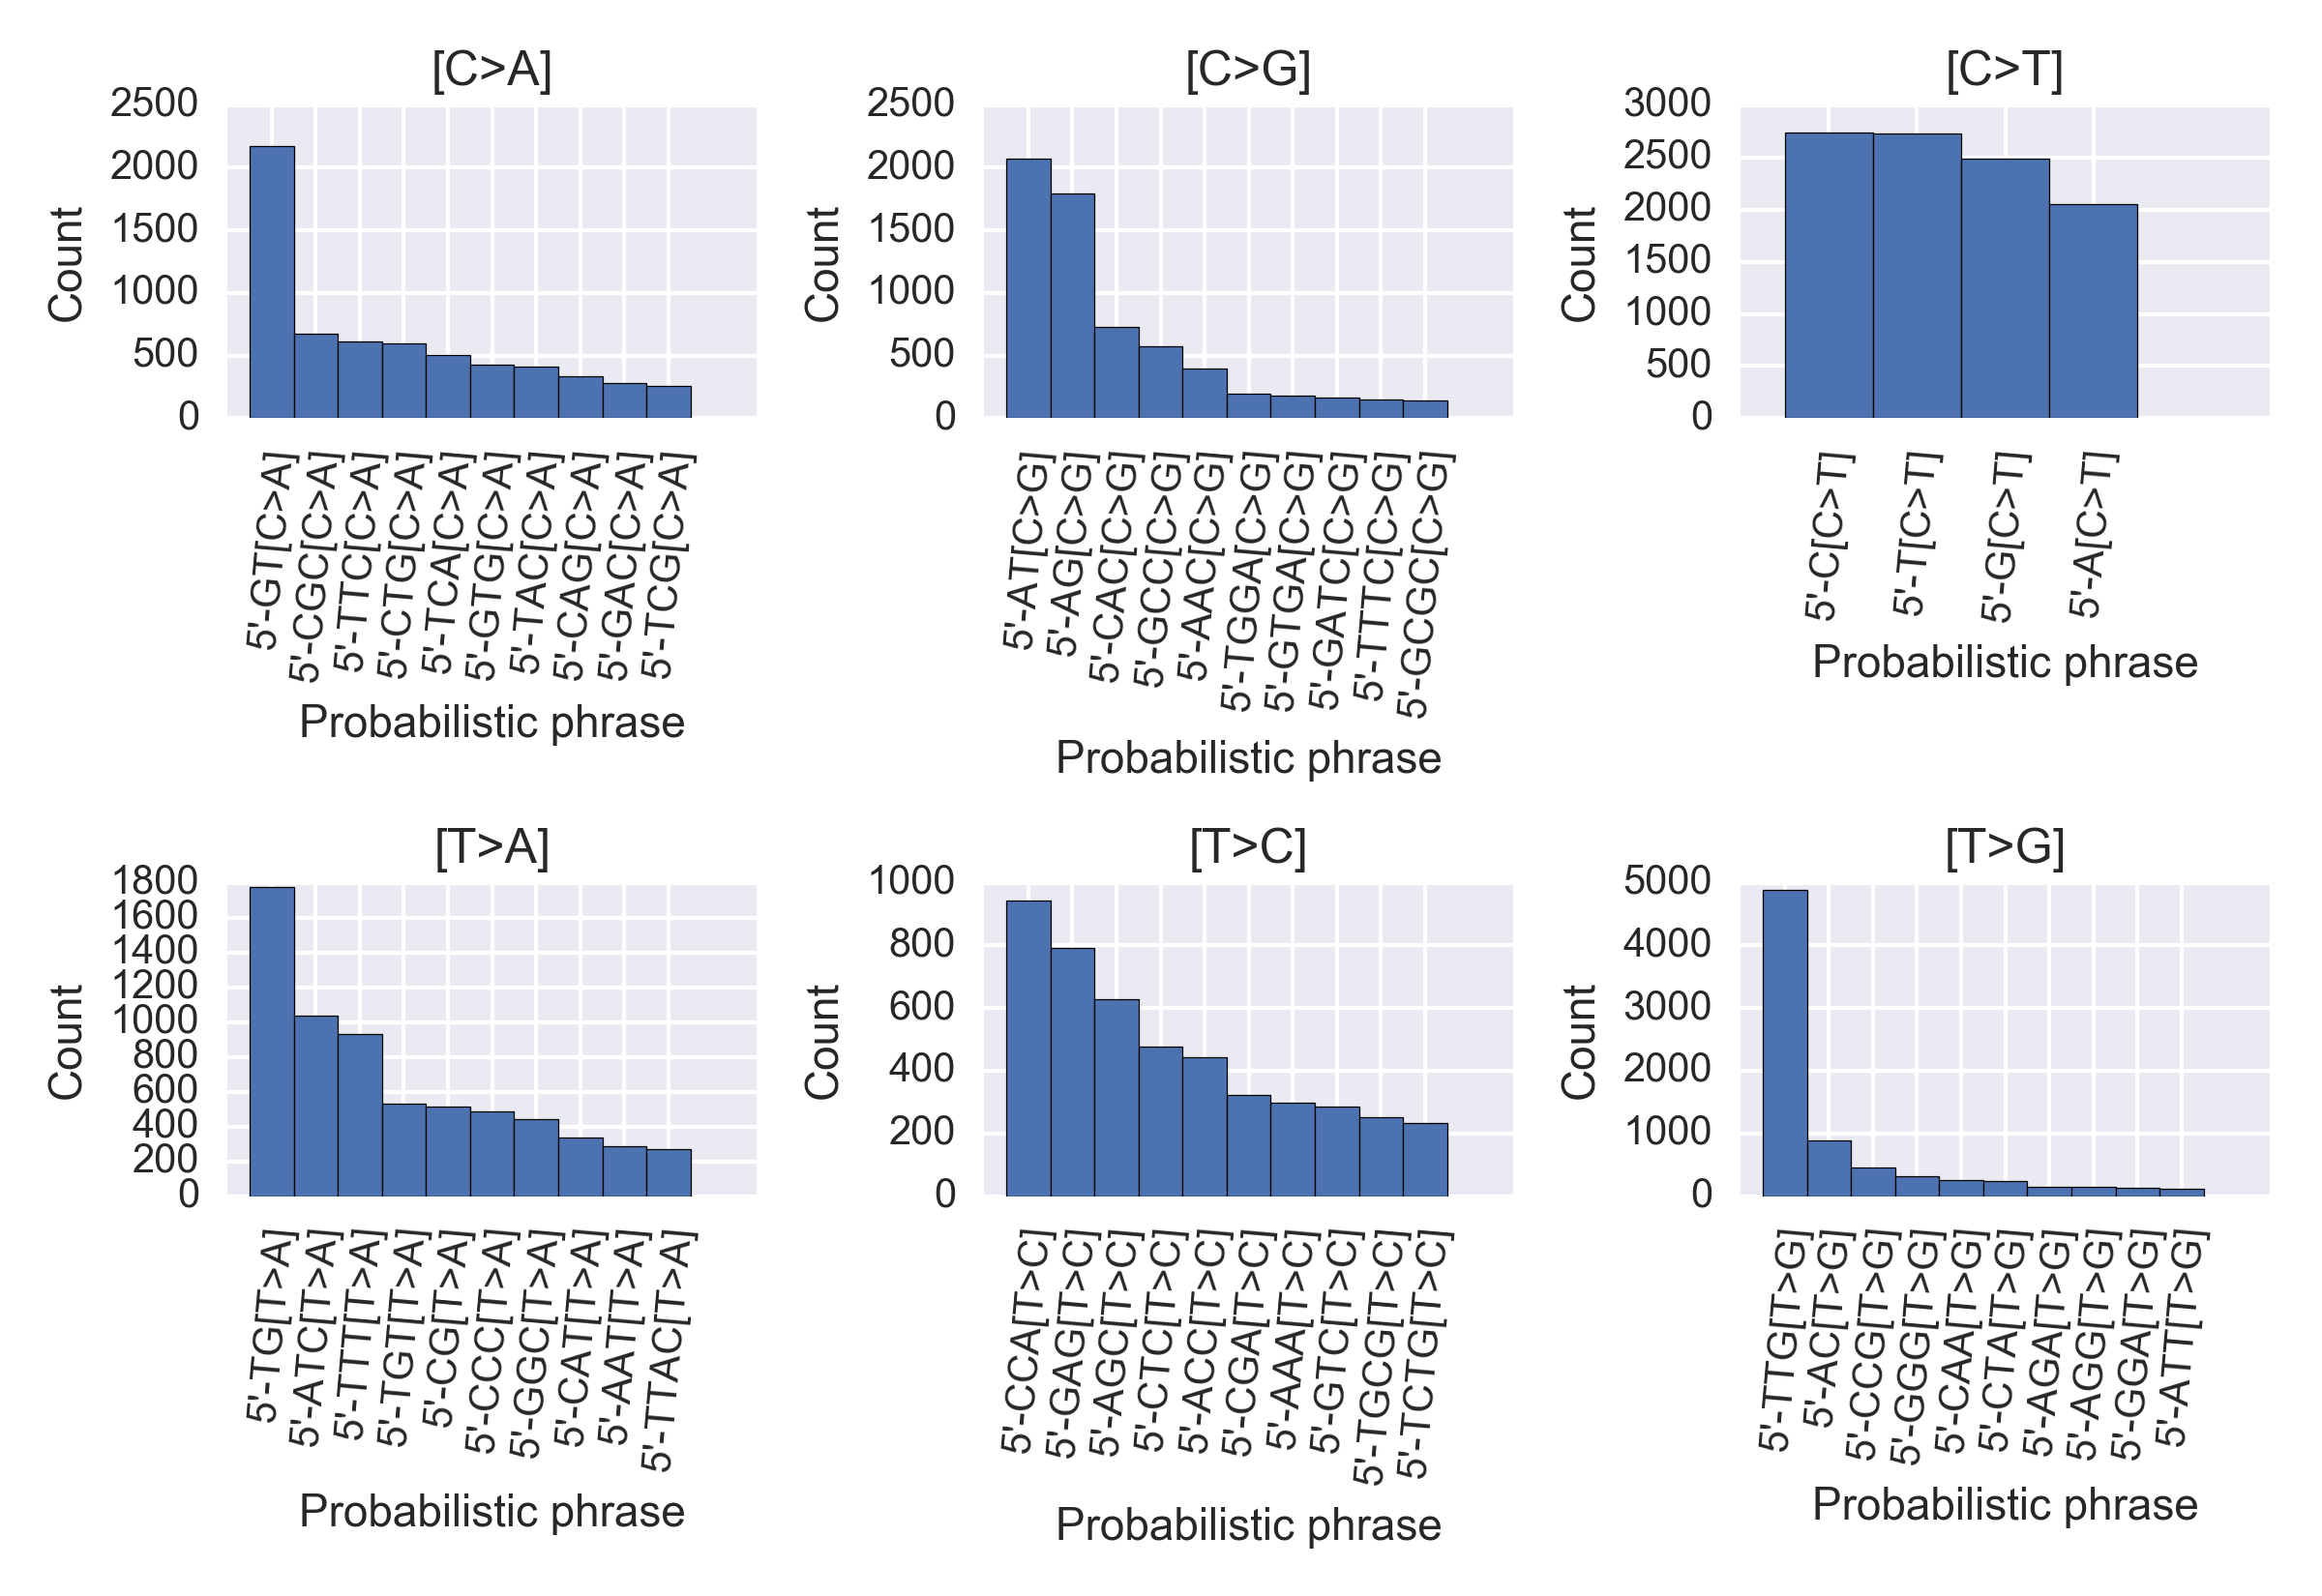 [C>A]
2500
2000
1500
1000
500
0
Count
5'-GT[C>A]
5'-CGC[C>A]
5'-TTC[C>A]
5'-CTG[C>A]
5'-TCA[C>A]
5'-GTG[C>A]
5'-TAC[C>A]
5'-CAG[C>A]
5'-GAC[C>A]
5'-TCG[C>A]
Probabilistic phrase
[C>G]
2500
2000
1500
1000
500
0
Count
5'-AT[C>G]
5'-AG[C>G]
5'-CAC[C>G]
5'-GCC[C>G]
5'-AAC[C>G]
5'-TGGA[C>G]
5'-GTGA[C>G]
5'-GATC[C>G]
5'-TTTC[C>G]
5'-GCGC[C>G]
Probabilistic phrase
[C>T]
3000
2500
2000
1500
1000
500
0
Count
5'-C[C>T]
5'-T[C>T]
5'-G[C>T]
5'-A[C>T]
Probabilistic phrase
[T>A]
1800
1600
1400
1200
1000
800
600
400
200
0
Count
5'-TG[T>A]
5'-ATC[T>A]
5'-TTT[T>A]
5'-TGT[T>A]
5'-CG[T>A]
5'-CCC[T>A]
5'-GGC[T>A]
5'-CAT[T>A]
5'-AAT[T>A]
5'-TTAC[T>A]
Probabilistic phrase
[T>C]
1000
800
600
400
200
0
Count
5'-CCA[T>C]
5'-GAG[T>C]
5'-AGC[T>C]
5'-CTC[T>C]
5'-ACC[T>C]
5'-CGA[T>C]
5'-AAA[T>C]
5'-GTC[T>C]
5'-TGCG[T>C]
5'-TCTG[T>C]
Probabilistic phrase
[T>G]
5000
4000
3000
2000
1000
0
Count
5'-TTG[T>G]
5'-AC[T>G]
5'-CCG[T>G]
5'-GGG[T>G]
5'-CAA[T>G]
5'-CTA[T>G]
5'-AGA[T>G]
5'-AGG[T>G]
5'-GGA[T>G]
5'-ATT[T>G]
Probabilistic phrase